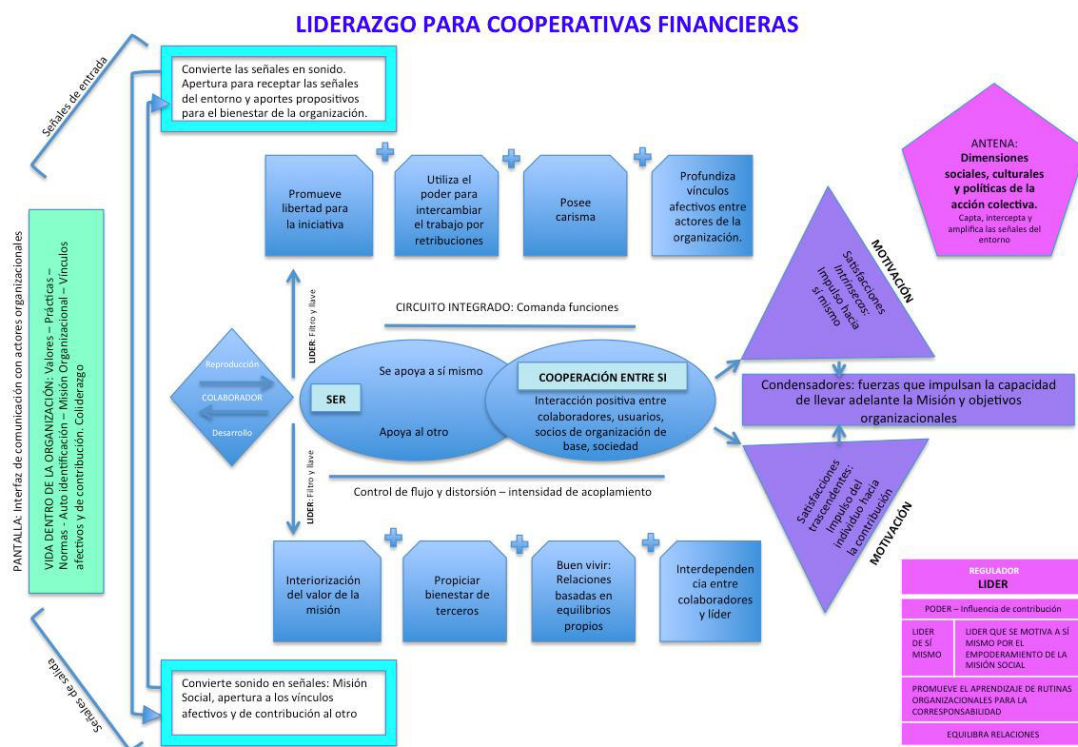 LIDERAZGO PARA COOPERATIVAS FINANCIERAS
Señales de entrada
Convierte las señales en sonido.
Apertura para receptar las señales
del entorno y aportes propositivos
para el bienestar de la organización.
Promueve
libertad para
la iniciativa
Utiliza el
poder para
intercambiar
el trabajo por
retribuciones
Posee
carisma
Profundiza
vínculos
afectivos entre
actores de la
organización.
ANTENA:
Dimensiones
sociales, culturales
y políticas de la
acción colectiva.
Capta, intercepta y
amplifica las señales del
entorno
PANTALLA: Interfaz de comunicación con actores organizacionales
VIDA DENTRO DE LA ORGANIZACIÓN: Valores – Prácticas –
Normas - Auto identificación – Misión Organizacional – Vínculos
afectivos y de contribución. Coliderazgo
Reproducción
COLABORADOR
Desarrollo
LIDER: Filtro y llave
LIDER: Filtro y llave
CIRCUITO INTEGRADO: Comanda funciones
SER
Se apoya a sí mismo
Apoya al otro
COOPERACIÓN ENTRE SI
Interacción positiva entre
colaboradores, usuarios,
socios de organización de
base, sociedad
Control de flujo y distorsión – intensidad de acoplamiento
Satisfacciones
Intrínsecas:
Impulso hacia
sí mismo
MOTIVACIÓN
Condensadores: fuerzas que impulsan la capacidad
de llevar adelante la Misión y objetivos
organizacionales
Satisfacciones
trascendentes:
Impulso del
individuo hacia
la contribución
MOTIVACIÓN
Interiorización
del valor de la
misión
Propiciar
bienestar de
terceros
Buen vivir:
Relaciones
basadas en
equilibrios
propios
Interdependen
cia entre
colaboradores
y líder
Señales de salida
Convierte sonido en señales: Misión
Social, apertura a los vínculos
afectivos y de contribución al otro
REGULADOR
LIDER
PODER – Influencia de contribución
LIDER
DE SÍ
MISMO
LIDER QUE SE MOTIVA A SÍ
MISMO POR EL
EMPODERAMIENTO DE LA
MISIÓN SOCIAL
PROMUEVE EL APRENDIZAJE DE RUTINAS
ORGANIZACIONALES PARA LA
CORRESPONSABILIDAD
EQUILIBRA RELACIONES